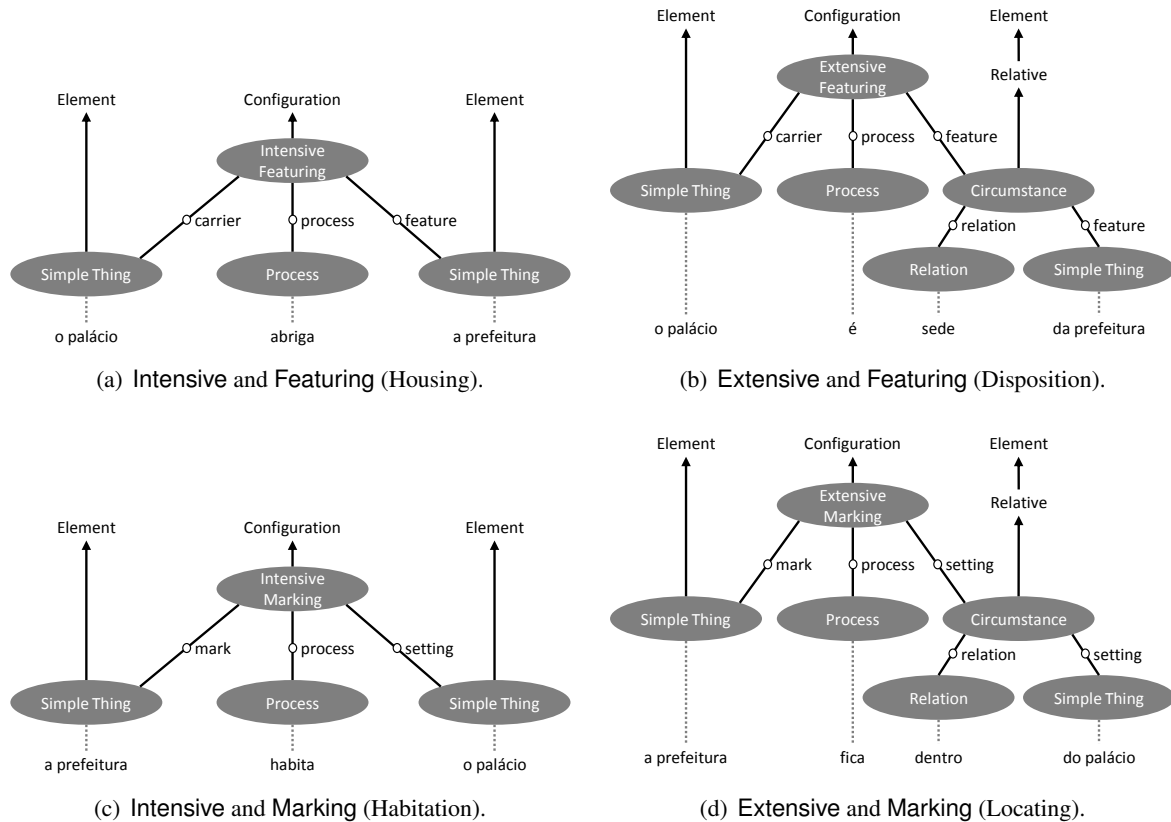 Element Configuration Element
Intensive Featuring
carrier process feature
Simple Thing Process Simple Thing
o palácio abriga a prefeitura
(a) Intensive and Featuring (Housing).
Element Configuration Element
Extensive Featuring
Relative
carrier process feature
Simple Thing Process Circumstance
relation feature
Relation Simple Thing
o palácio é sede da prefeitura
(b) Extensive and Featuring (Disposition).
Element Configuration Element
Intensive Marking
mark process setting
Simple Thing Process Simple Thing
a prefeitura habita o palácio
(c) Intensive and Marking (Habitation).
Element Configuration Element
Extensive Marking
Relative
mark process setting
Simple Thing Process Circumstance
relation setting
Relation Simple Thing
a prefeitura fica dentro do palácio
(d) Extensive and Marking (Locating).